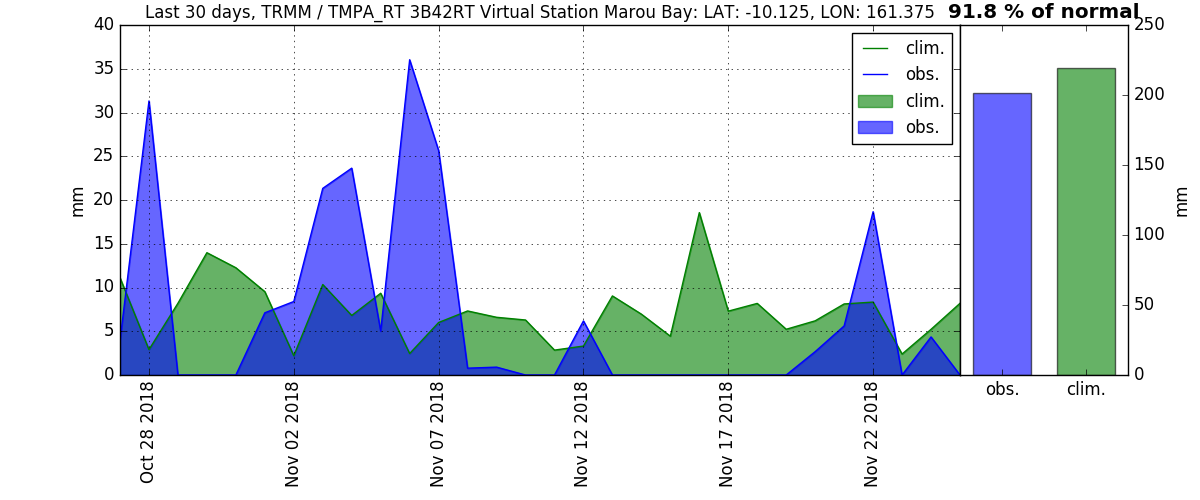 Last 30 days, TRMM / TMPA_RT 3B42RT Virtual Station Marou Bay: LAT: -10.125, LON: 161.375
91.8 % of normal
40
35
30
25
20
15
10
5
0
mm
clim.
obs.
clim.
obs.
Oct 28 2018
Nov 02 2018
Nov 07 2018
Nov 12 2018
Nov 17 2018
Nov 22 2018
250
200
150
100
50
0
mm
obs.
clim.